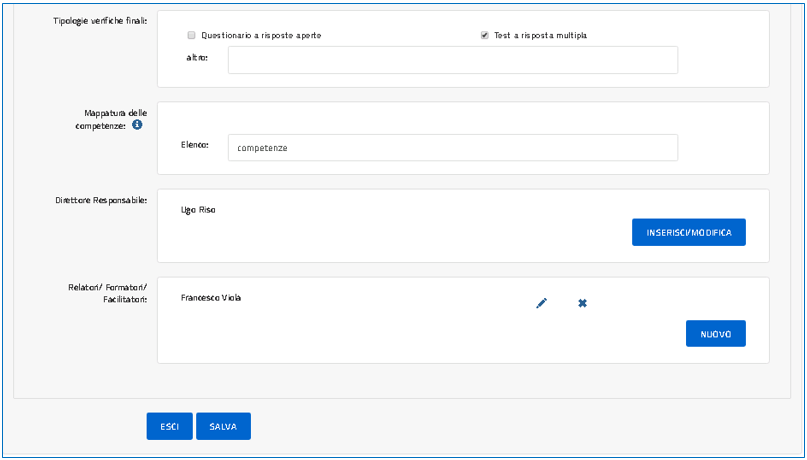 Tipologie verifiche finali:
Questionario a risposte aperte
Test a risposta multipla
altro:
Mappatura delle
competenze:
Elenco:
competenze
Direttore Responsabile:
Ugo Riso
INSERISCI/MODIFICA
Relatori/ Formatori/
Facilitatori:
Francesco Viola
NUOVO
ESCI
SALVA